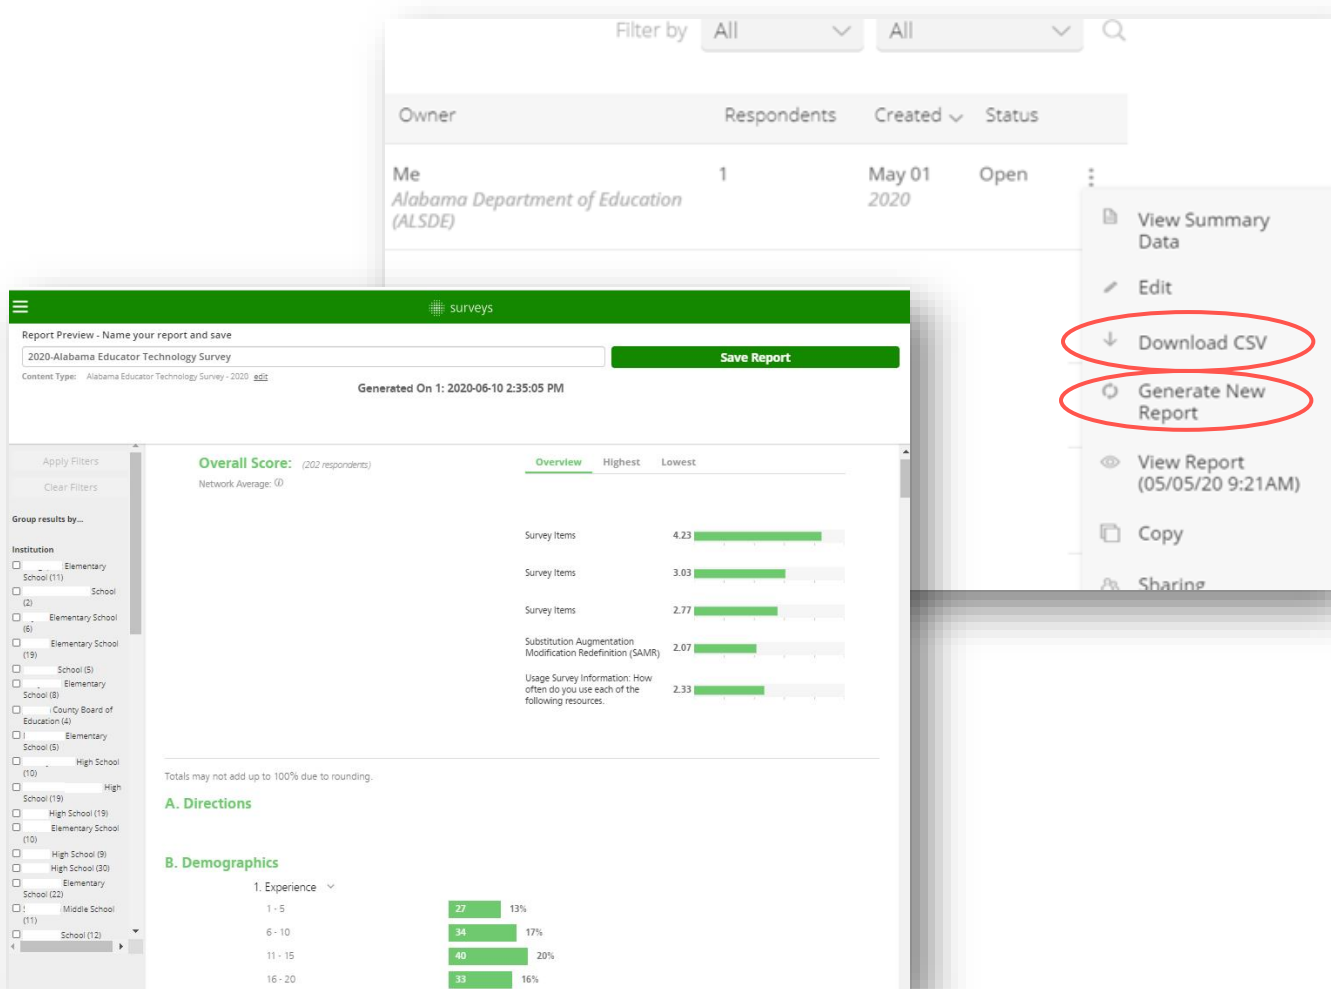 Filter by All All
Owner Respondents Created Status
Me 1 May 01 Open
Alabama Department of Education 2020
(ALSDE)
View Summary
Data
Edit
Download CSV
Generate New
Report
View Report
(05/05/20 9:21AM)
Copy
Sharing
surveys
Report Preview - Name your report and save
2020-Alabama Educator Technology Survey Save Report
Content Type: Alabama Educator Technology Survey - 2020 edit
Generated On 1: 2020-06-10 2:35:05 PM
Apply Filters
Clear Filters
Group results by...
Institution
Elementary
School (11)
School
(2)
Elementary School
(6)
Elementary School
(19)
School (5)
Elementary
School (8)
County Board of
Education (4)
Elementary
School (5)
High School
(10)
High
School (19)
High School (19)
Elementary School
(10)
High School (9)
High School (30)
Elementary
School (22)
Middle School
(11)
School (12)
Overall Score: (202 respondents)
Network Average:
Overview Highest Lowest
Survey Items 4.23
Survey Items 3.03
Survey Items 2.77
Substitution Augmentation
Modification Redefinition (SAMR) 2.07
Usage Survey Information: How
often do you use each of the 2.33
following resources.
Totals may not add up to 100% due to rounding.
A. Directions
B. Demographics
1. Experience
1 - 5 27 13%
6 - 10 34 17%
11 - 15 40 20%
16 - 20 33 16%